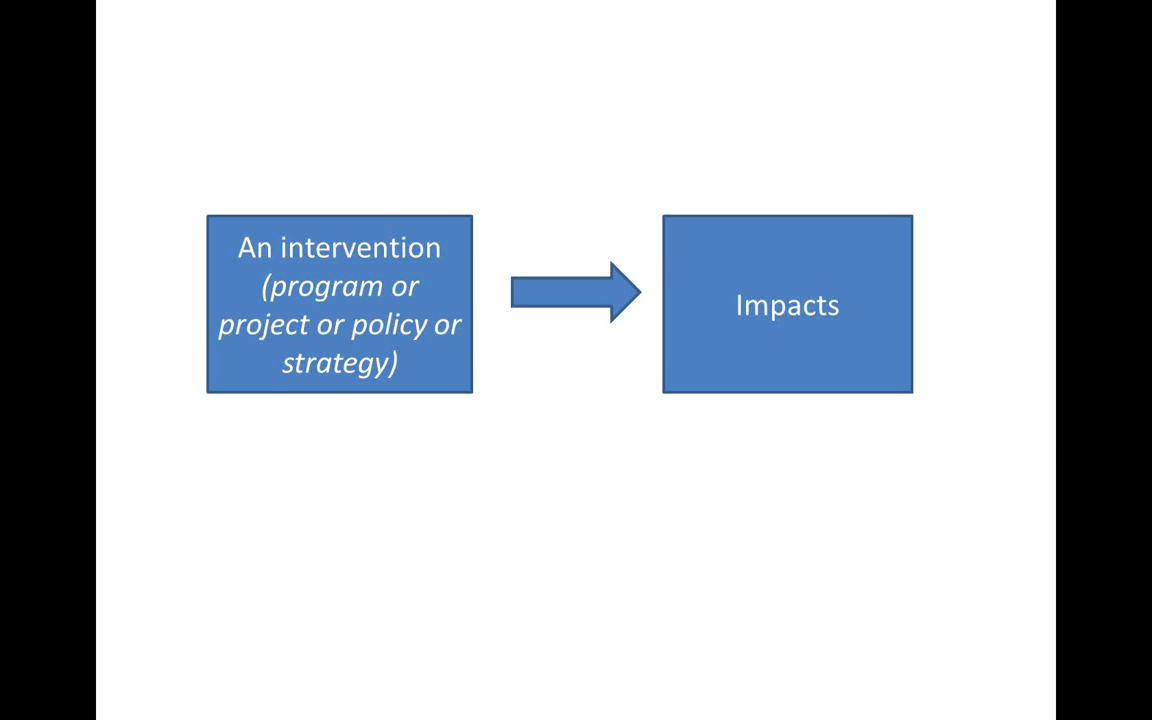 An intervention
(program or
project or policy or
strategy)
Impacts